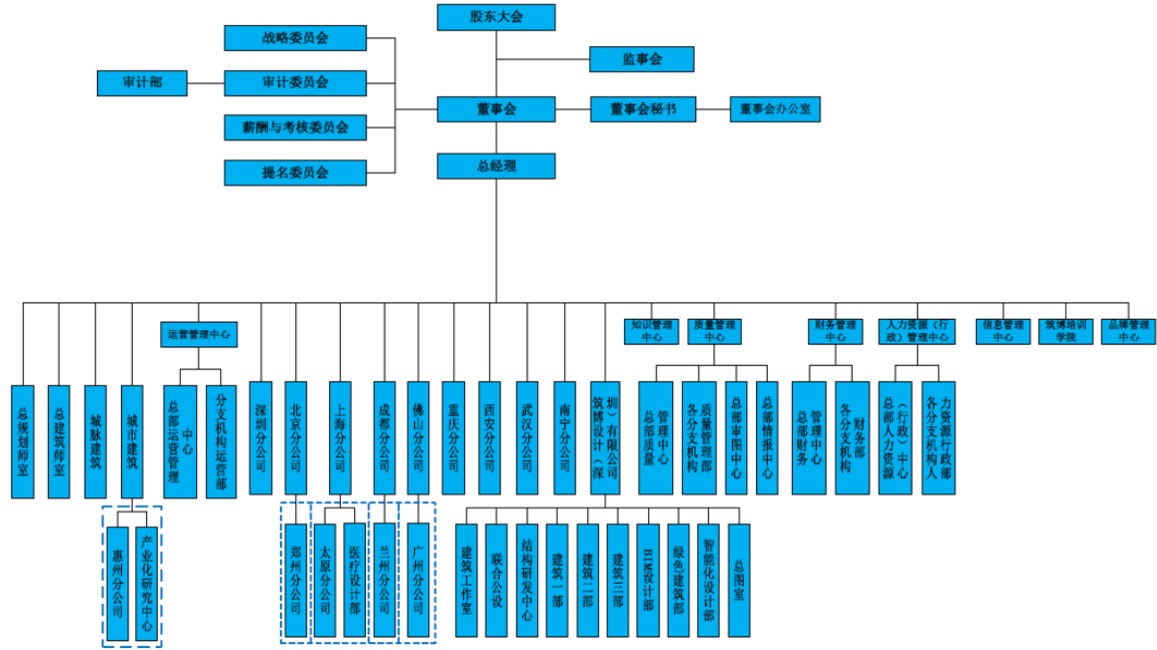 股东大会
战略委员会
监事会
审计部
审计委员会
董事会
董事会秘书
董事会办公室
薪酬与考核委员会
总经理
提名委员会
运营管理中心
知识管理
中心
质量管理
中心
财务管理
中心
人力资源（行
政）管理中心
信息管理
中心
筑博培训
学院
品牌管理
中心
总规划师室
总建筑师室
城脉建筑
城市建筑
总部运营管理
中心
分支机构运营部
深圳分公司
北京分公司
上海分公司
成都分公司
佛山分公司
重庆分公司
西安分公司
武汉分公司
南宁分公司
筑博设计（深
圳）有限公司
总部质量
管理中心
各分支机构
质量管理部
总部审图中心
总部情报中心
总部财务
管理中心
各分支机构
财务部
总部人力资源
（行政）中心
各分支机构人
力资源行政部
惠州分公司
产业化研究中心
郑州分公司
太原分公司
医疗设计部
兰州分公司
广州分公司
建筑工作室
联合公设
结构研发中心
建筑一部
建筑二部
建筑三部
BIM设计部
绿色建筑部
智能化设计部
总图室